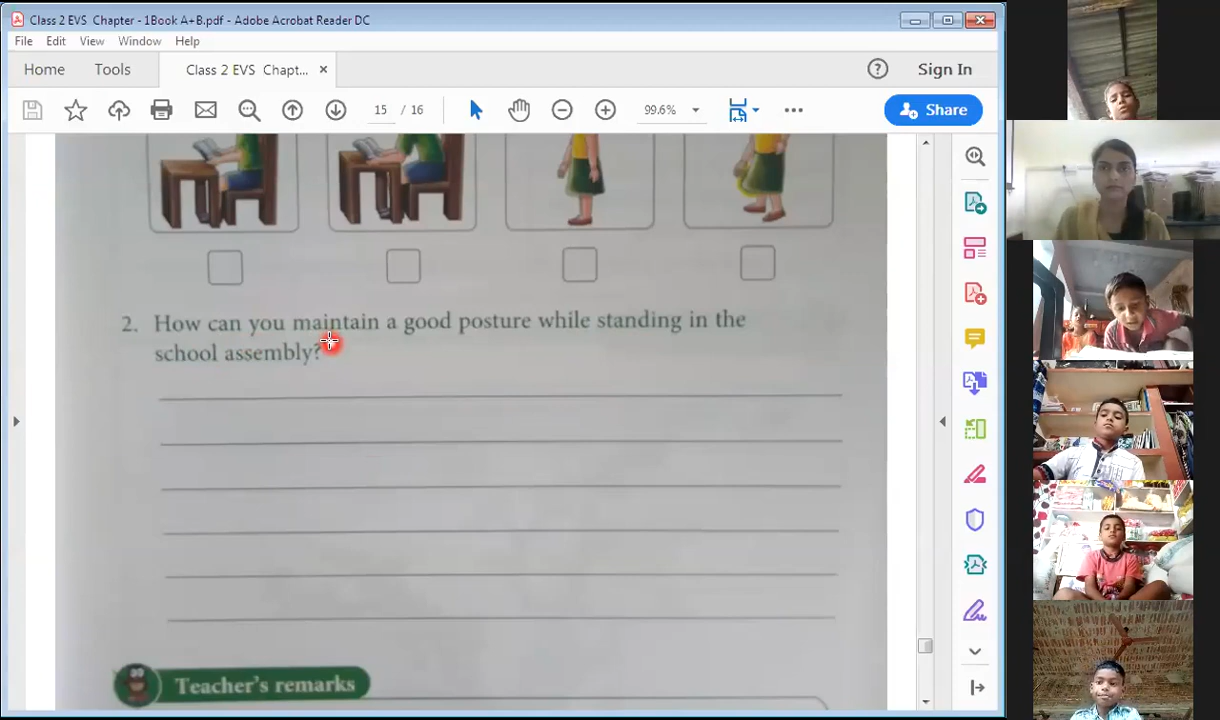 Class 2 EVS Chapter - 1Book A+B.pdf - Adobe Acrobat Reader DC
File Edit View Window Help
Home Tools Class 2 EVS Chapt... × Sign In
15 / 16 99.6% Share
2. How can you maintain a good posture while standing in the
school assembly?
Teacher's remarks